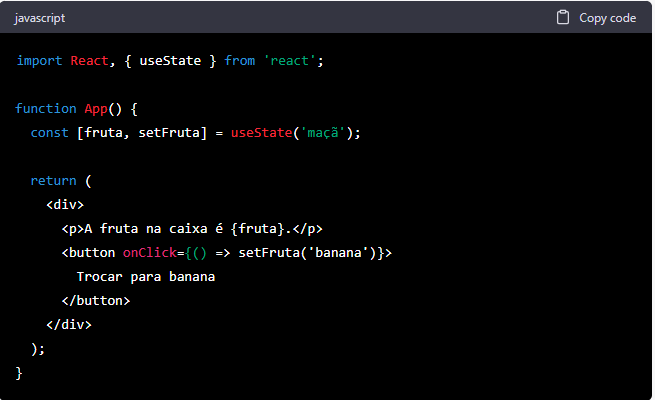 javascript
Copy code
import React, { useState } from 'react';
function App() {
const [fruta, setFruta] = useState('maçã');
return (
<div>
<p>A fruta na caixa é {fruta}.</p>
<button onClick={() => setFruta('banana')}>
Trocar para banana
</button>
</div>
);
}